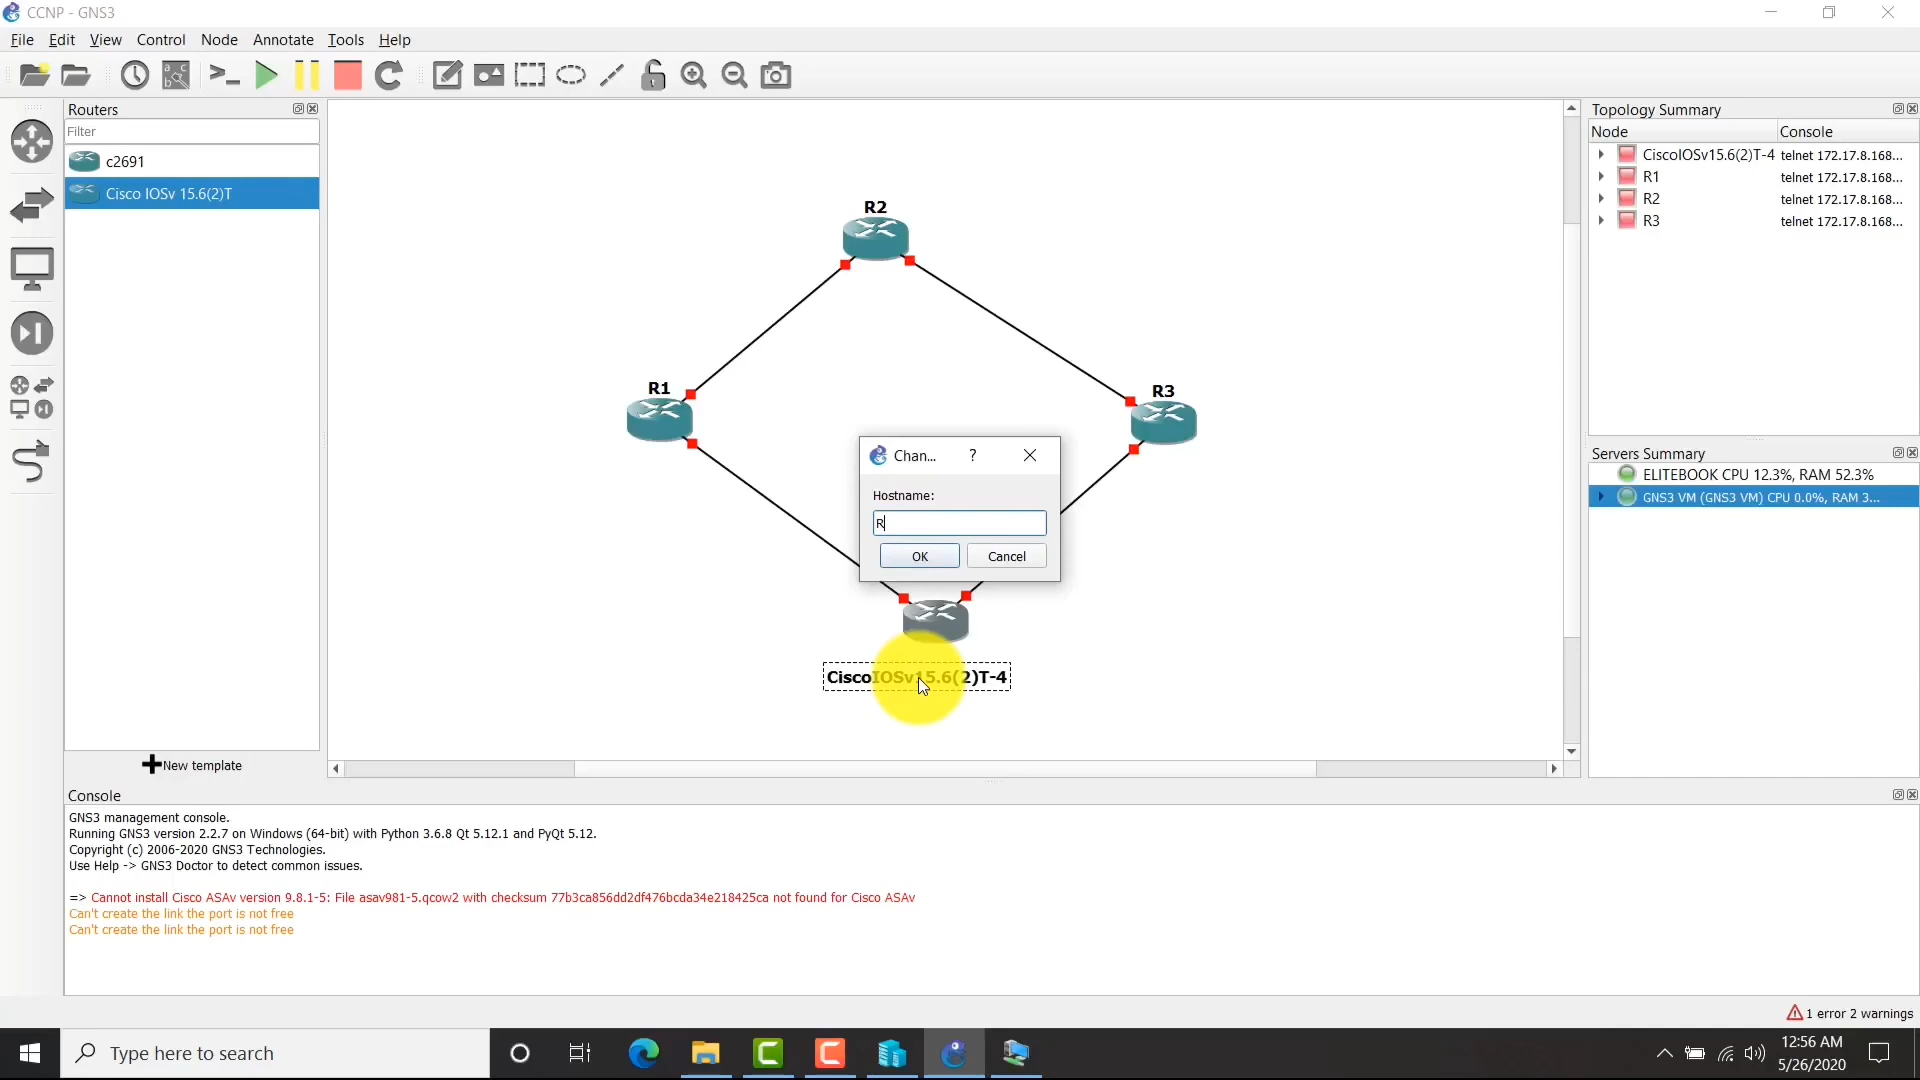 CCNP - GNS3
File Edit View Control Node Annotate Tools Help
Routers
Filter
c2691
Cisco IOSv 15.6(2)T
New template
R2
R1
R3
Chan...
?
Hostname:
R
OK Cancel
CiscoIOSv15.6(2)T-4
Topology Summary
Node Console
CiscoIOSv15.6(2)T-4 telnet 172.17.8.168...
R1 telnet 172.17.8.168...
R2 telnet 172.17.8.168...
R3 telnet 172.17.8.168...
Servers Summary
ELITEBOOK CPU 12.3%, RAM 52.3%
GNS3 VM (GNS3 VM) CPU 0.0%, RAM 3...
Console
GNS3 management console.
Running GNS3 version 2.2.7 on Windows (64-bit) with Python 3.6.8 Qt 5.12.1 and PyQt 5.12.
Copyright (c) 2006-2020 GNS3 Technologies.
Use Help -> GNS3 Doctor to detect common issues.
=> Cannot install Cisco ASAv version 9.8.1-5: File asav981-5.qcow2 with checksum 77b3ca856dd2df476bcda34e218425ca not found for Cisco ASAv
Can't create the link the port is not free
Can't create the link the port is not free
1 error 2 warnings
Type here to search
12:56 AM
5/26/2020